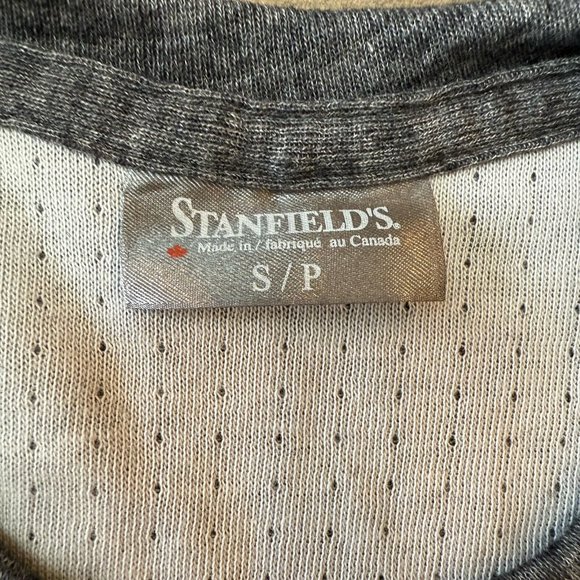 STANFIELD'S.
Made in / fabriqué au Canada
S / P